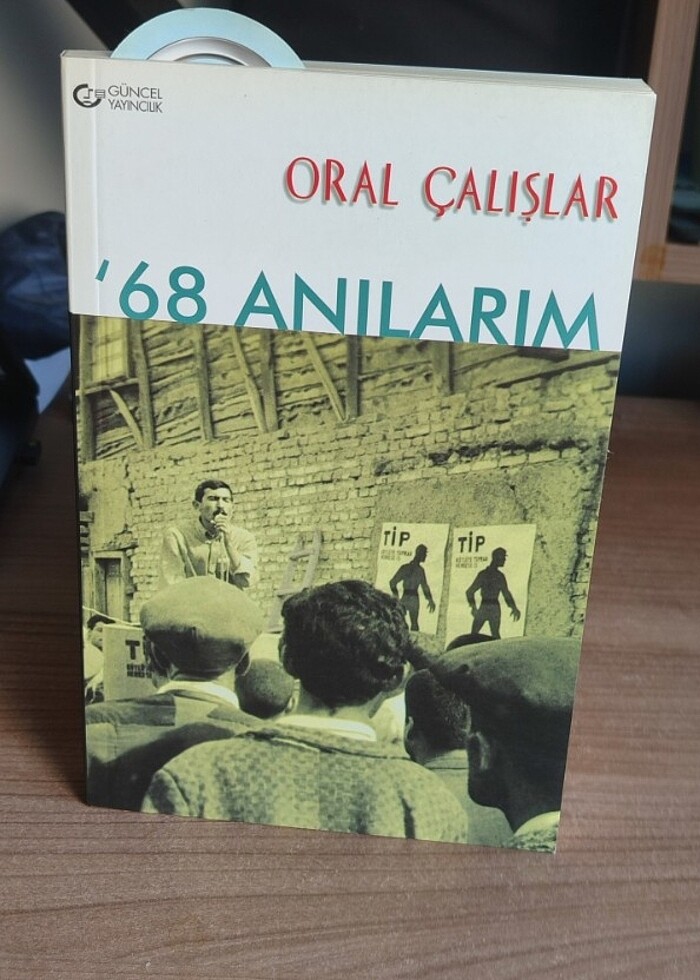 GÜNCEL
YAYINCILIK
ORAL ÇALIŞLAR
'68 ANILARIM
TİP
TİP